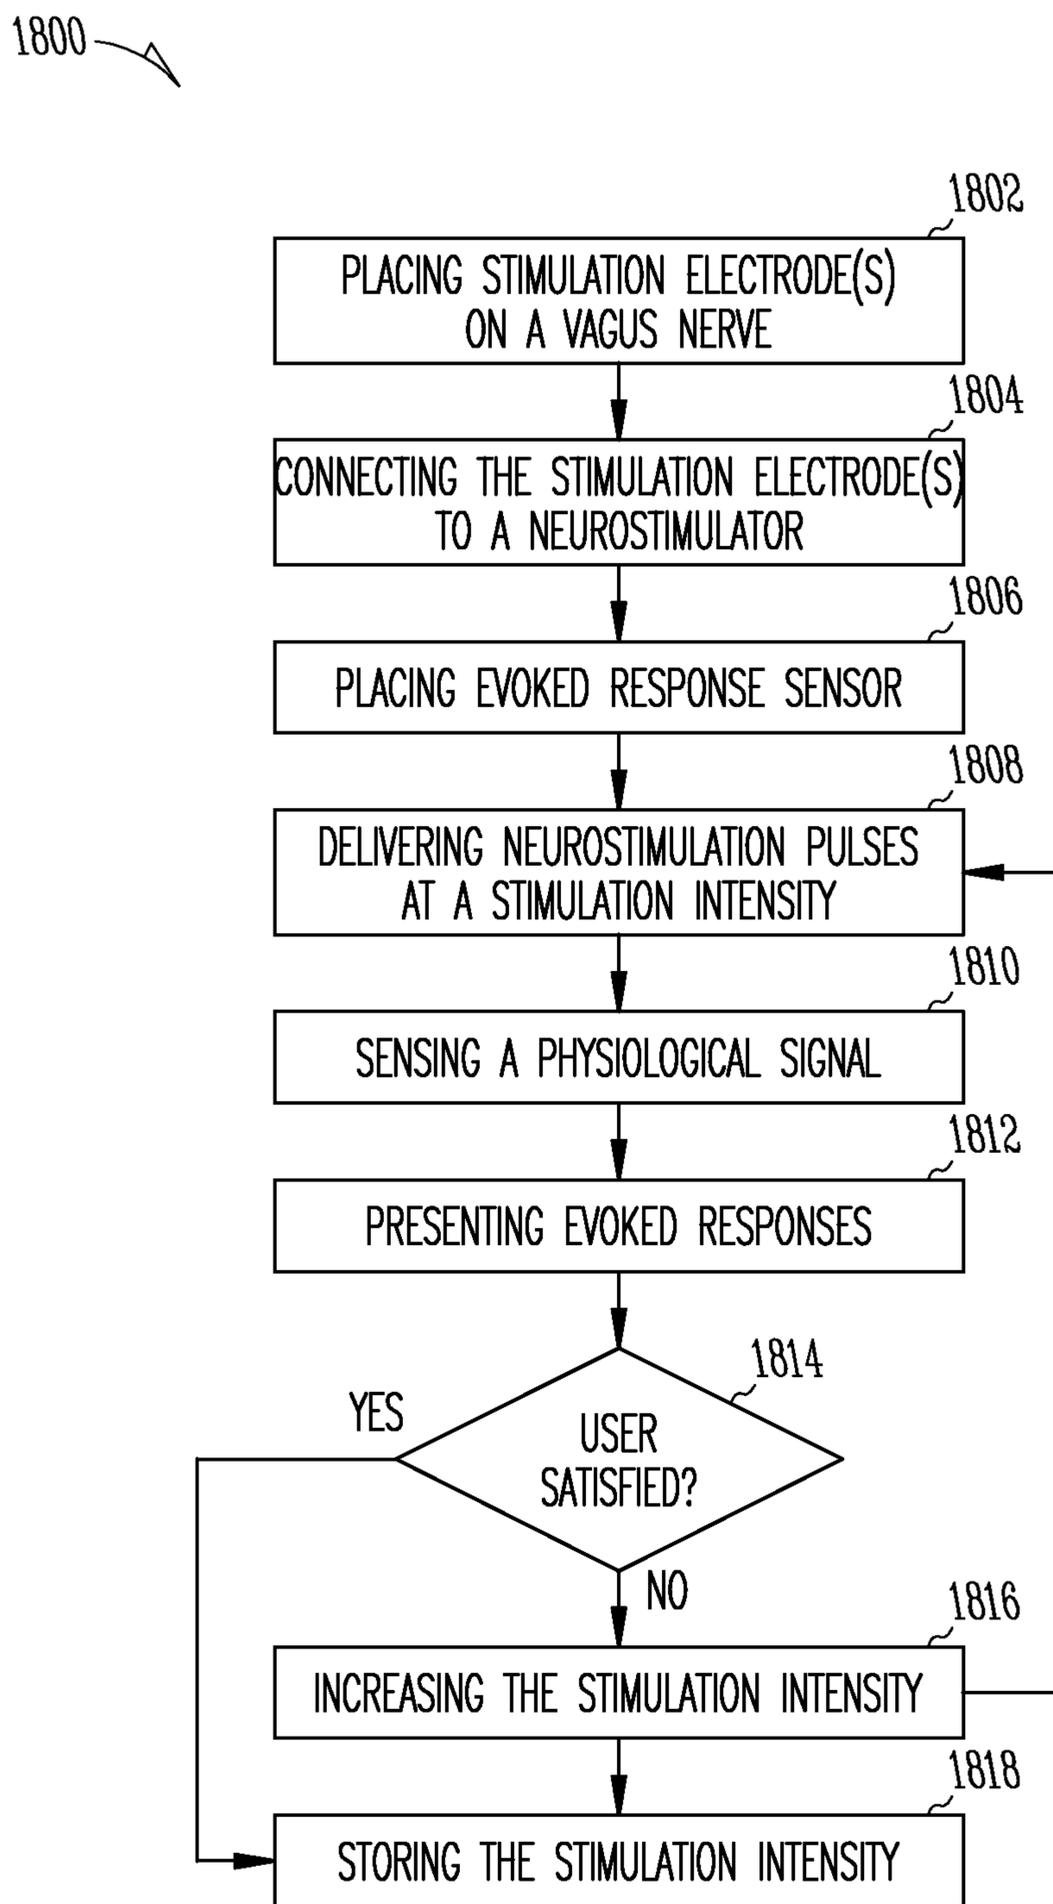 1800
1802
PLACING STIMULATION ELECTRODE(S)
ON A VAGUS NERVE
1804
CONNECTING THE STIMULATION ELECTRODE(S)
TO A NEUROSTIMULATOR
1806
PLACING EVOKED RESPONSE SENSOR
1808
DELIVERING NEUROSTIMULATION PULSES
AT A STIMULATION INTENSITY
1810
SENSING A PHYSIOLOGICAL SIGNAL
1812
PRESENTING EVOKED RESPONSES
1814
YES
USER
SATISFIED?
NO
1816
INCREASING THE STIMULATION INTENSITY
1818
STORING THE STIMULATION INTENSITY